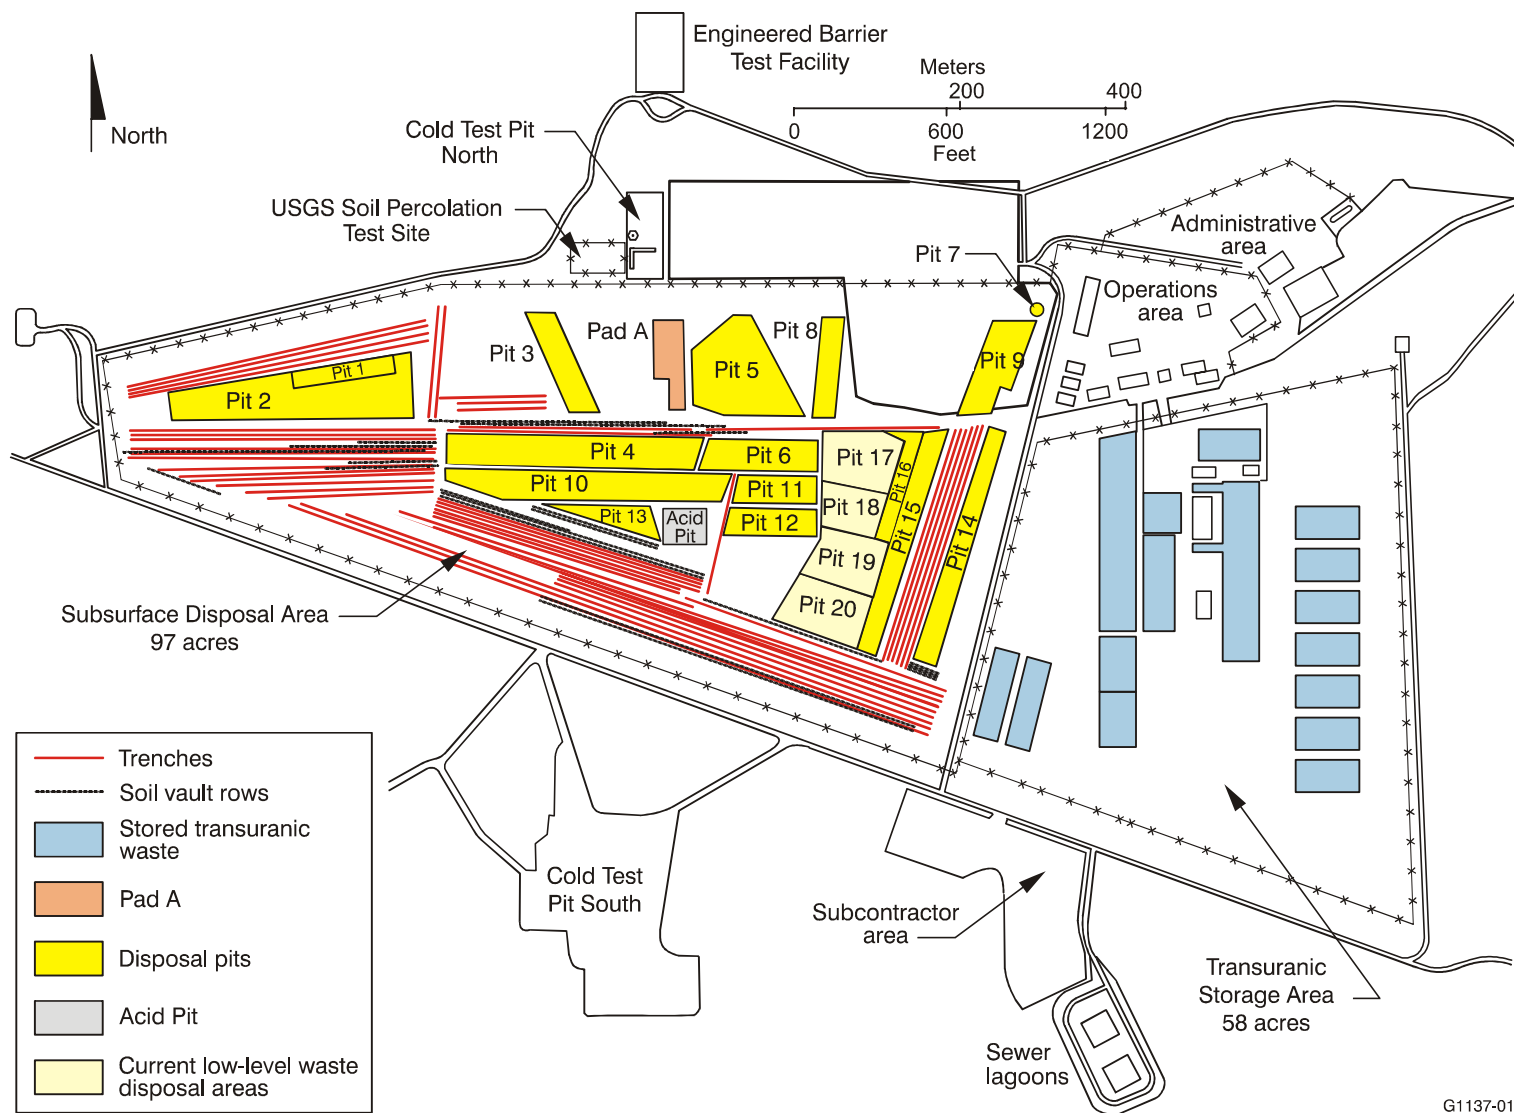 Engineered Barrier
Test Facility
Meters
200
400
0
600
1200
Feet
North
Cold Test Pit
North
USGS Soil Percolation
Test Site
Administrative
area
Pit 7
Operations
area
Pad A
Pit 8
Pit 3
Pit 5
Pit 9
Pit 1
Pit 2
Pit 4
Pit 6
Pit 17
Pit 16
Pit 10
Pit 11
Pit 18
Pit 15
Pit 13
Acid
Pit
Pit 12
Pit 14
Pit 19
Pit 20
Subsurface Disposal Area
97 acres
Trenches
Soil vault rows
Stored transuranic
waste
Pad A
Disposal pits
Acid Pit
Current low-level waste
disposal areas
Cold Test
Pit South
Subcontractor
area
Transuranic
Storage Area
58 acres
Sewer
lagoons
G1137-01